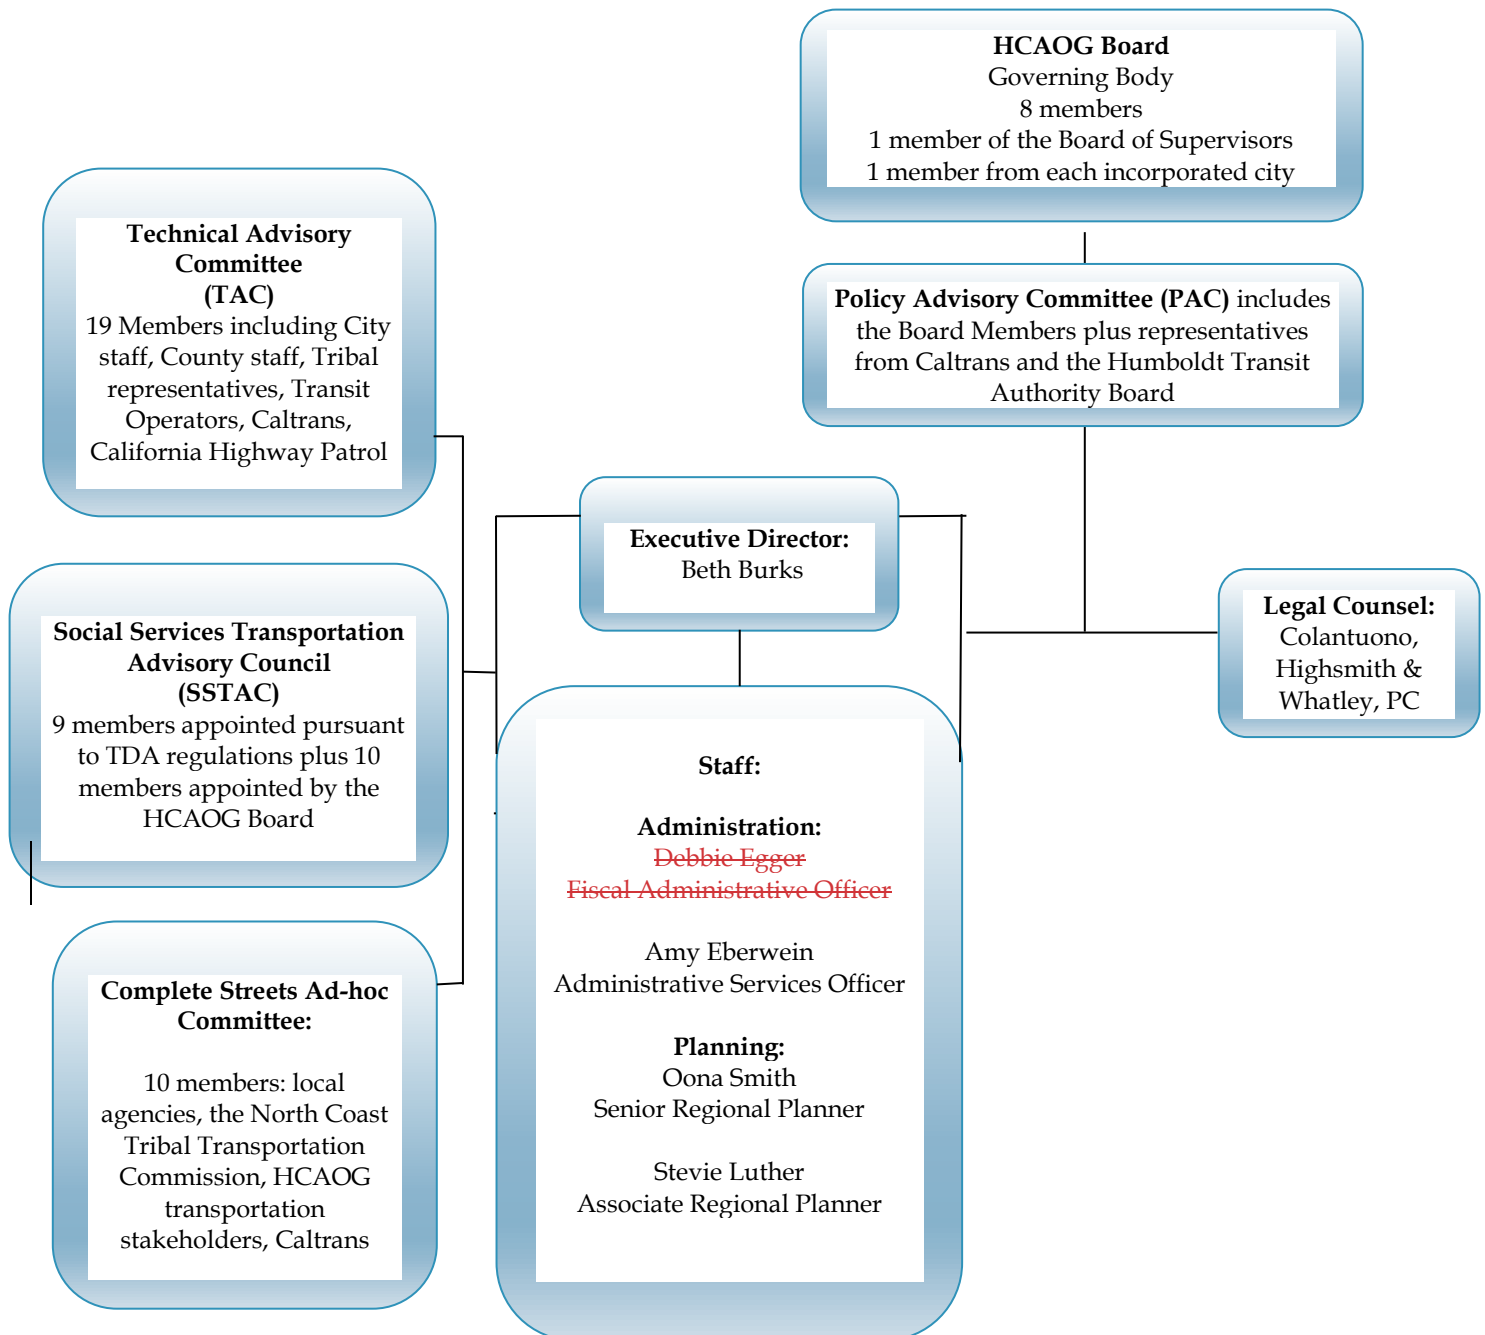 HCAOG Board
Governing Body
8 members
1 member of the Board of Supervisors
1 member from each incorporated city
Policy Advisory Committee (PAC) includes
the Board Members plus representatives
from Caltrans and the Humboldt Transit
Authority Board
Technical Advisory
Committee
(TAC)
19 Members including City
staff, County staff, Tribal
representatives, Transit
Operators, Caltrans,
California Highway Patrol
Executive Director:
Beth Burks
Legal Counsel:
Colantuono,
Highsmith &
Whatley, PC
Social Services Transportation
Advisory Council
(SSTAC)
9 members appointed pursuant
to TDA regulations plus 10
members appointed by the
HCAOG Board
Staff:
Administration:
Debbie Egger
Fiscal Administrative Officer
Amy Eberwein
Administrative Services Officer
Planning:
Oona Smith
Senior Regional Planner
Stevie Luther
Associate Regional Planner
Complete Streets Ad-hoc
Committee:
10 members: local
agencies, the North Coast
Tribal Transportation
Commission, HCAOG
transportation
stakeholders, Caltrans